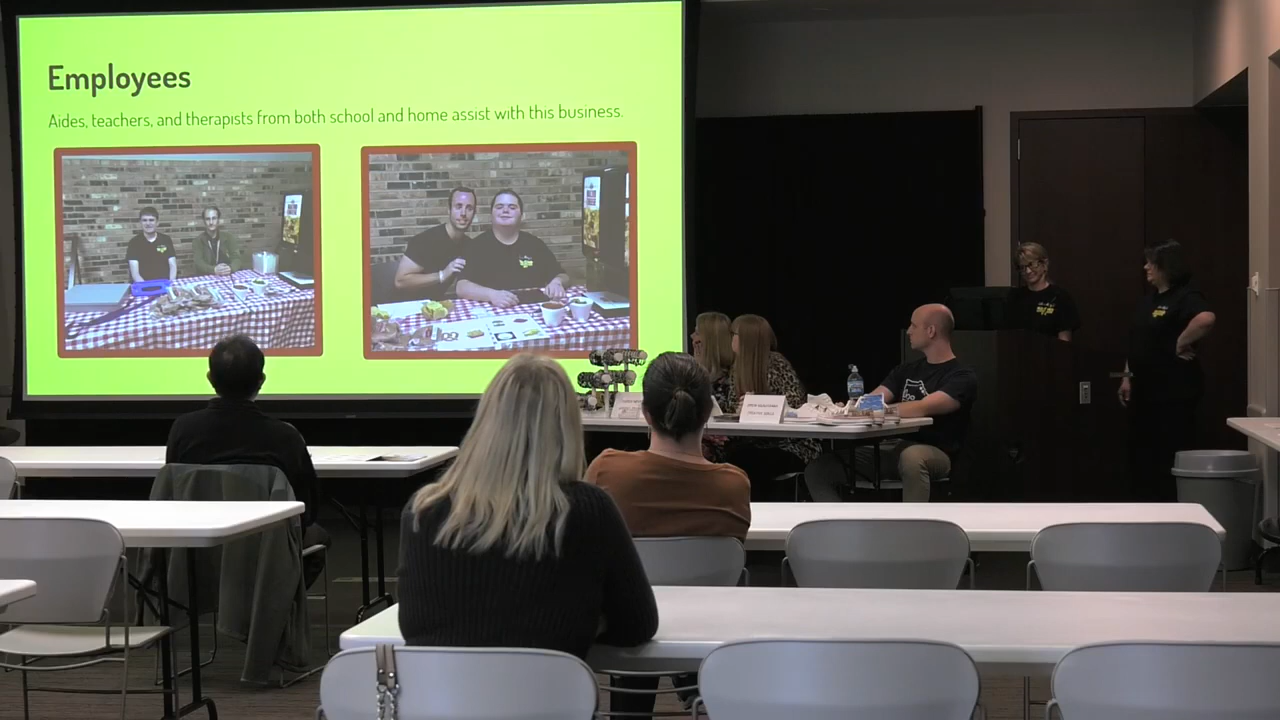 Employees
Aides, teachers, and therapists from both school and home assist with this business.